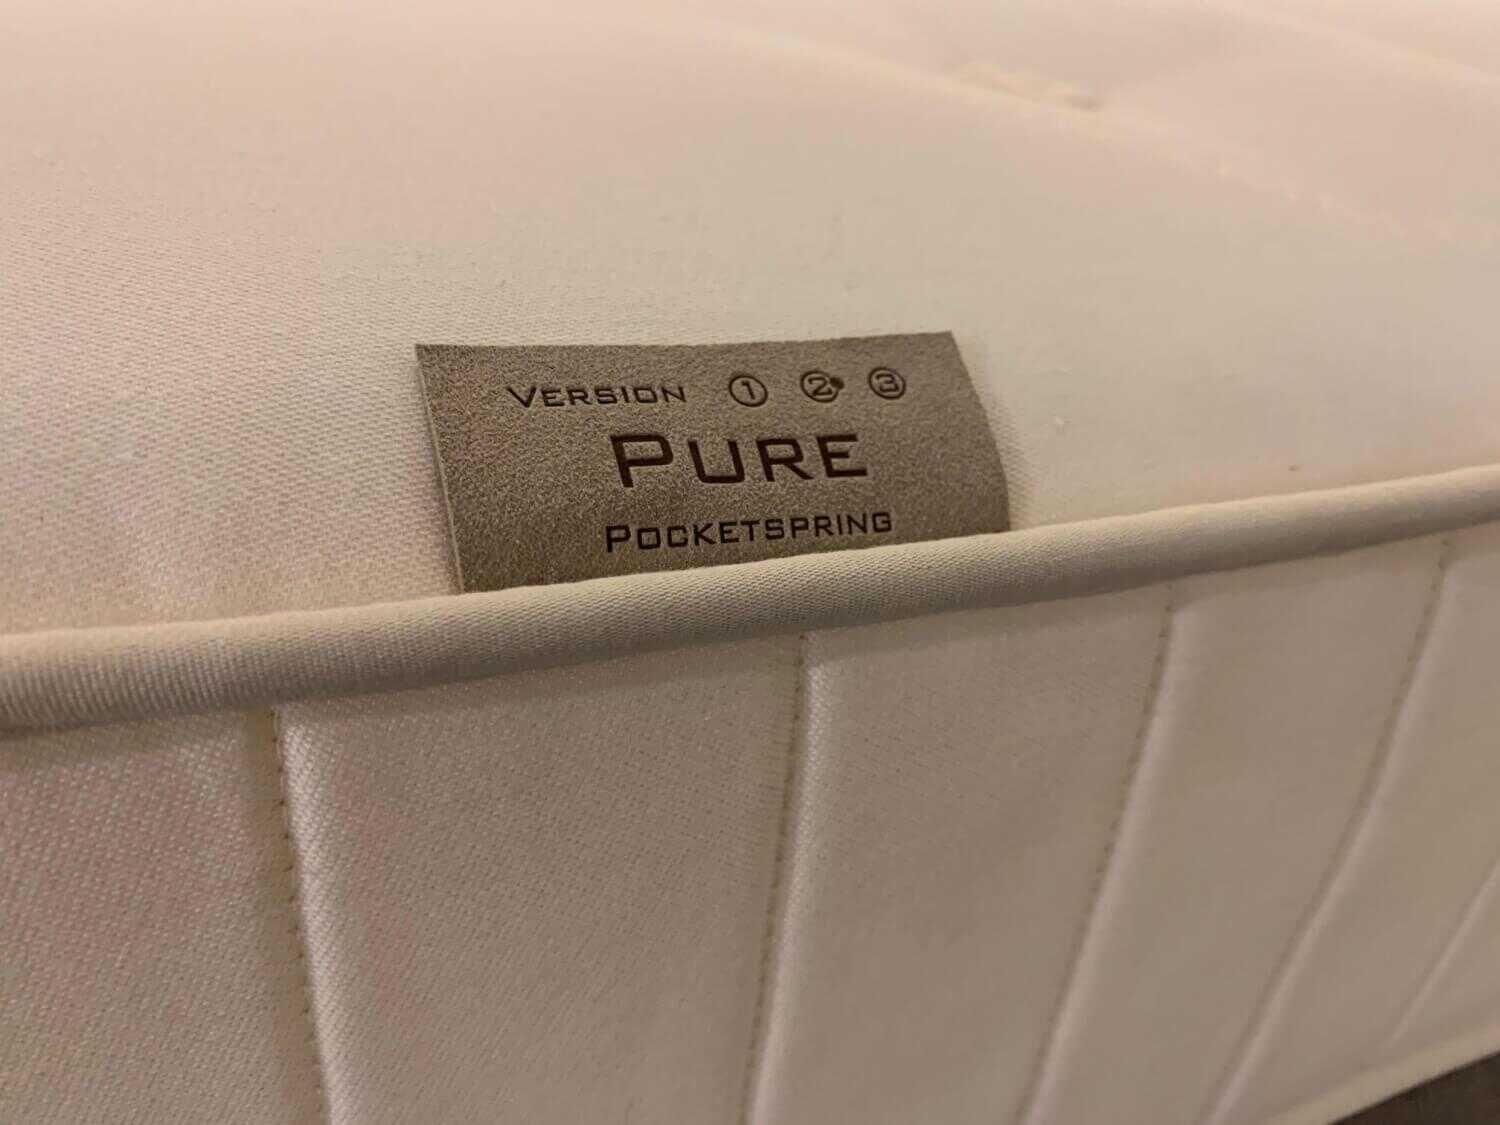 VERSION ① ② ③
PURE
POCKETSPRING